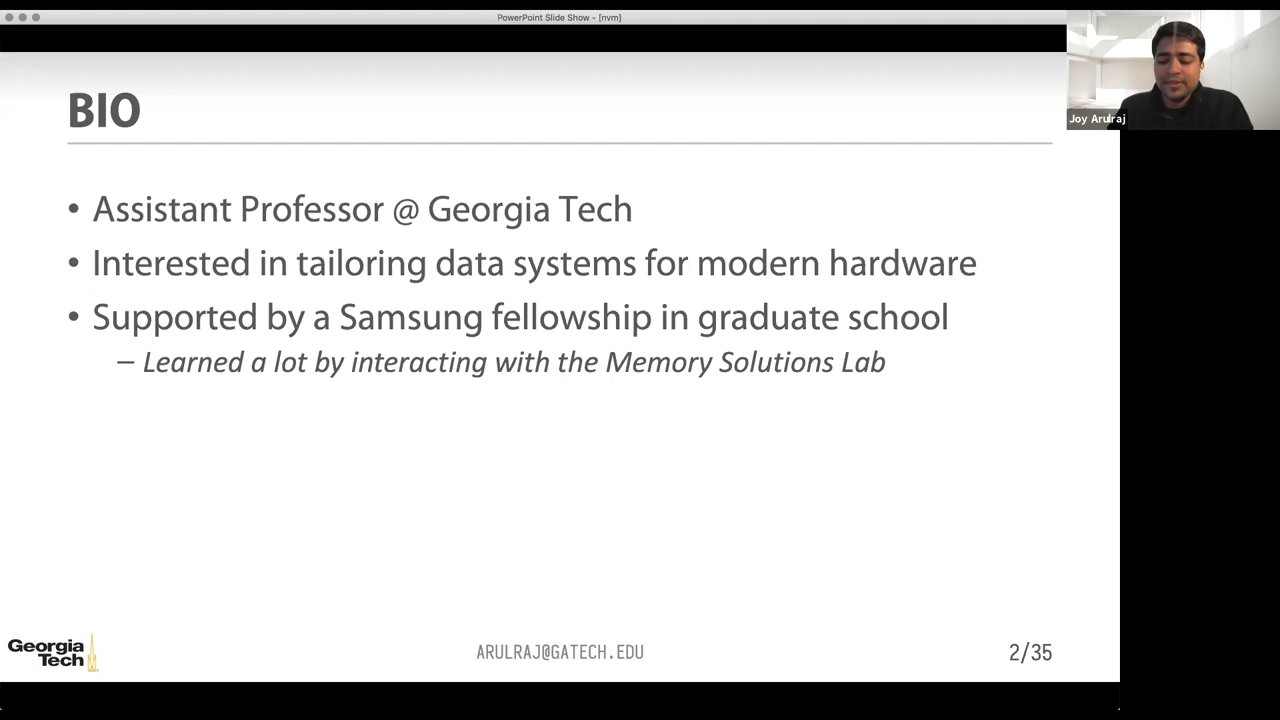 PowerPoint Slide Show - [nvm]
Joy Arulraj
BIO
• Assistant Professor @ Georgia Tech
• Interested in tailoring data systems for modern hardware
• Supported by a Samsung fellowship in graduate school
– Learned a lot by interacting with the Memory Solutions Lab
Georgia
Tech
ARULRAJ@GATECH.EDU
2/35